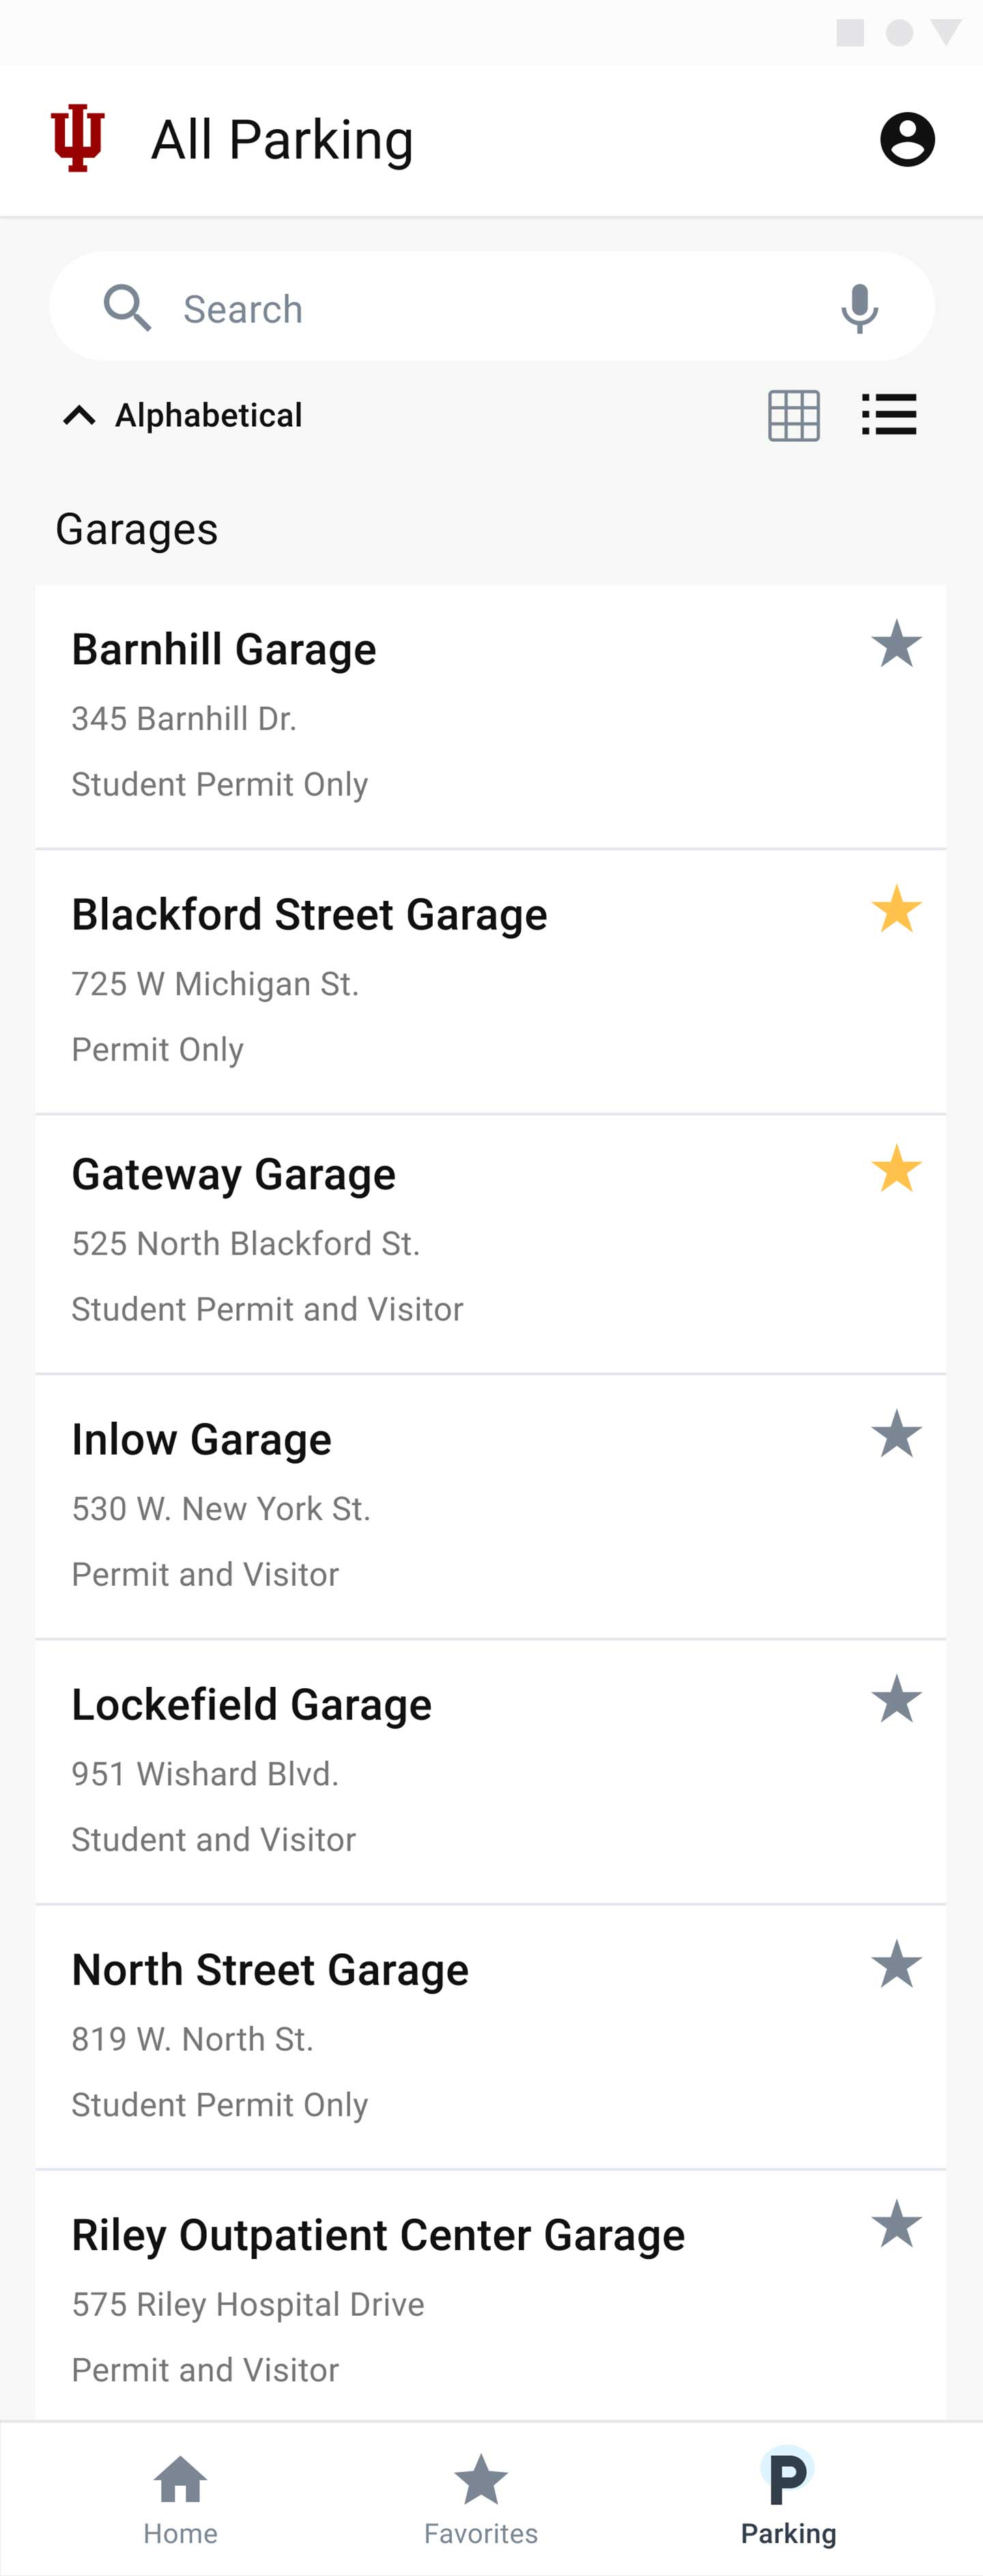 All Parking
Search
Alphabetical
Garages
Barnhill Garage
345 Barnhill Dr.
Student Permit Only
Blackford Street Garage
725 W Michigan St.
Permit Only
Gateway Garage
525 North Blackford St.
Student Permit and Visitor
Inlow Garage
530 W. New York St.
Permit and Visitor
Lockefield Garage
951 Wishard Blvd.
Student and Visitor
North Street Garage
819 W. North St.
Student Permit Only
Riley Outpatient Center Garage
575 Riley Hospital Drive
Permit and Visitor
P
Home Favorites Parking